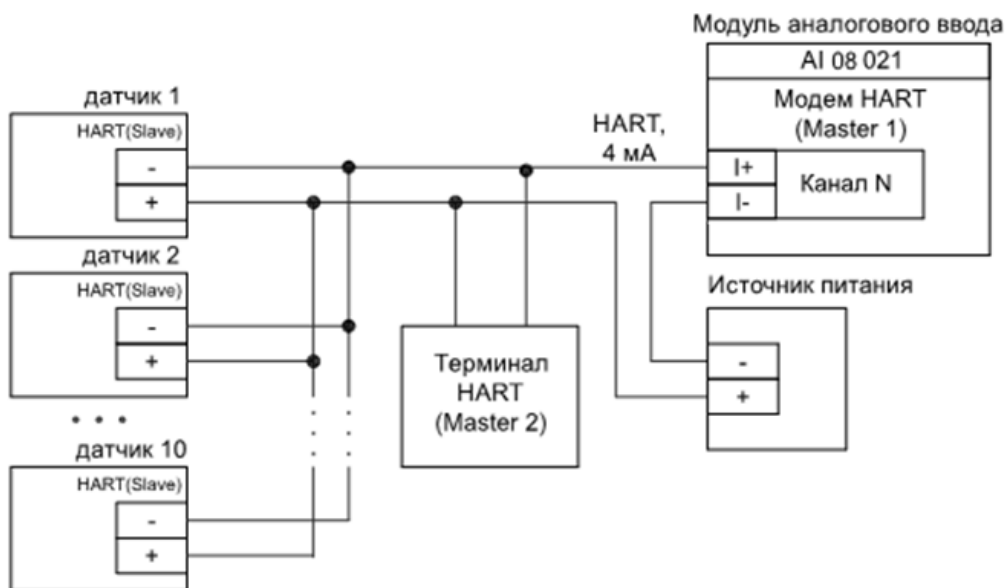 Модуль аналогового ввода
AI 08 021
Модем HART
(Master 1)
I+
I-
Канал N
HART,
4 мА
датчик 1
HART(Slave)
-
+
датчик 2
HART(Slave)
-
+
• • •
датчик 10
HART(Slave)
-
+
Терминал
HART
(Master 2)
Источник питания
-
+